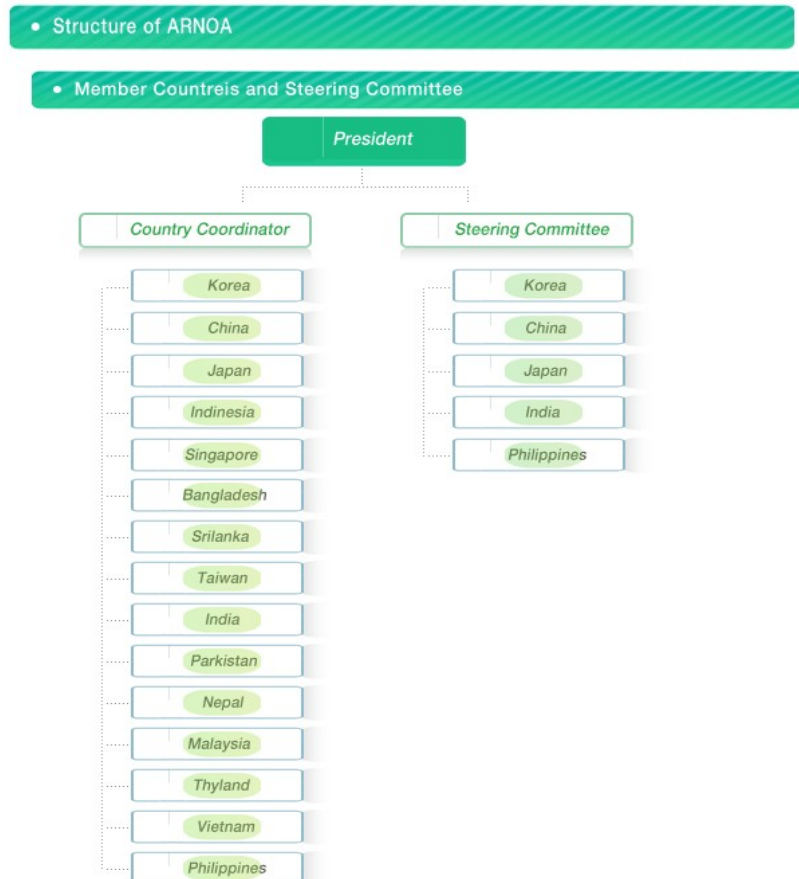 Structure of ARNOA
Member Countreis and Steering Committee
President
Country Coordinator
Korea
China
Japan
Indinesia
Singapore
Bangladesh
Srilanka
Taiwan
India
Parkistan
Nepal
Malaysia
Thyland
Vietnam
Philippines
Steering Committee
Korea
China
Japan
India
Philippines